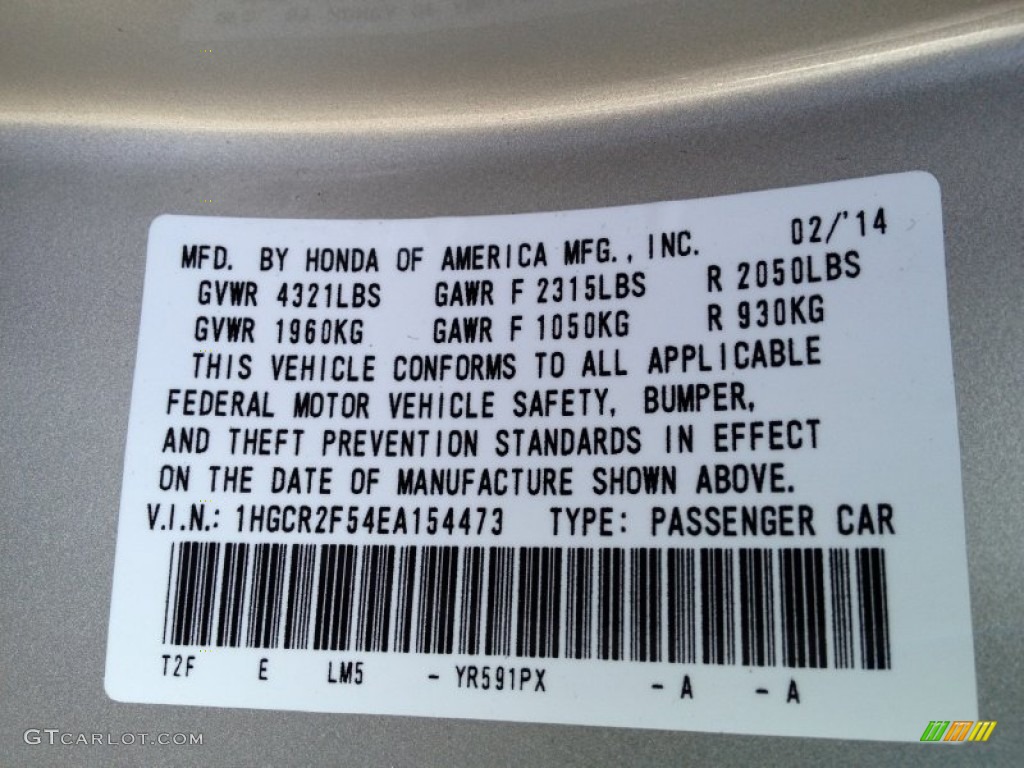 MFD. BY HONDA OF AMERICA MFG., INC. 02/'14
GVWR 4321LBS GAWR F 2315LBS R 2050LBS
GVWR 1960KG GAWR F 1050KG R 930KG
THIS VEHICLE CONFORMS TO ALL APPLICABLE
FEDERAL MOTOR VEHICLE SAFETY, BUMPER,
AND THEFT PREVENTION STANDARDS IN EFFECT
ON THE DATE OF MANUFACTURE SHOWN ABOVE.
V.I.N.: 1HGCR2F54EA154473 TYPE: PASSENGER CAR
T2F E LM5 - YR591PX - A - A
GTCARLOT.COM